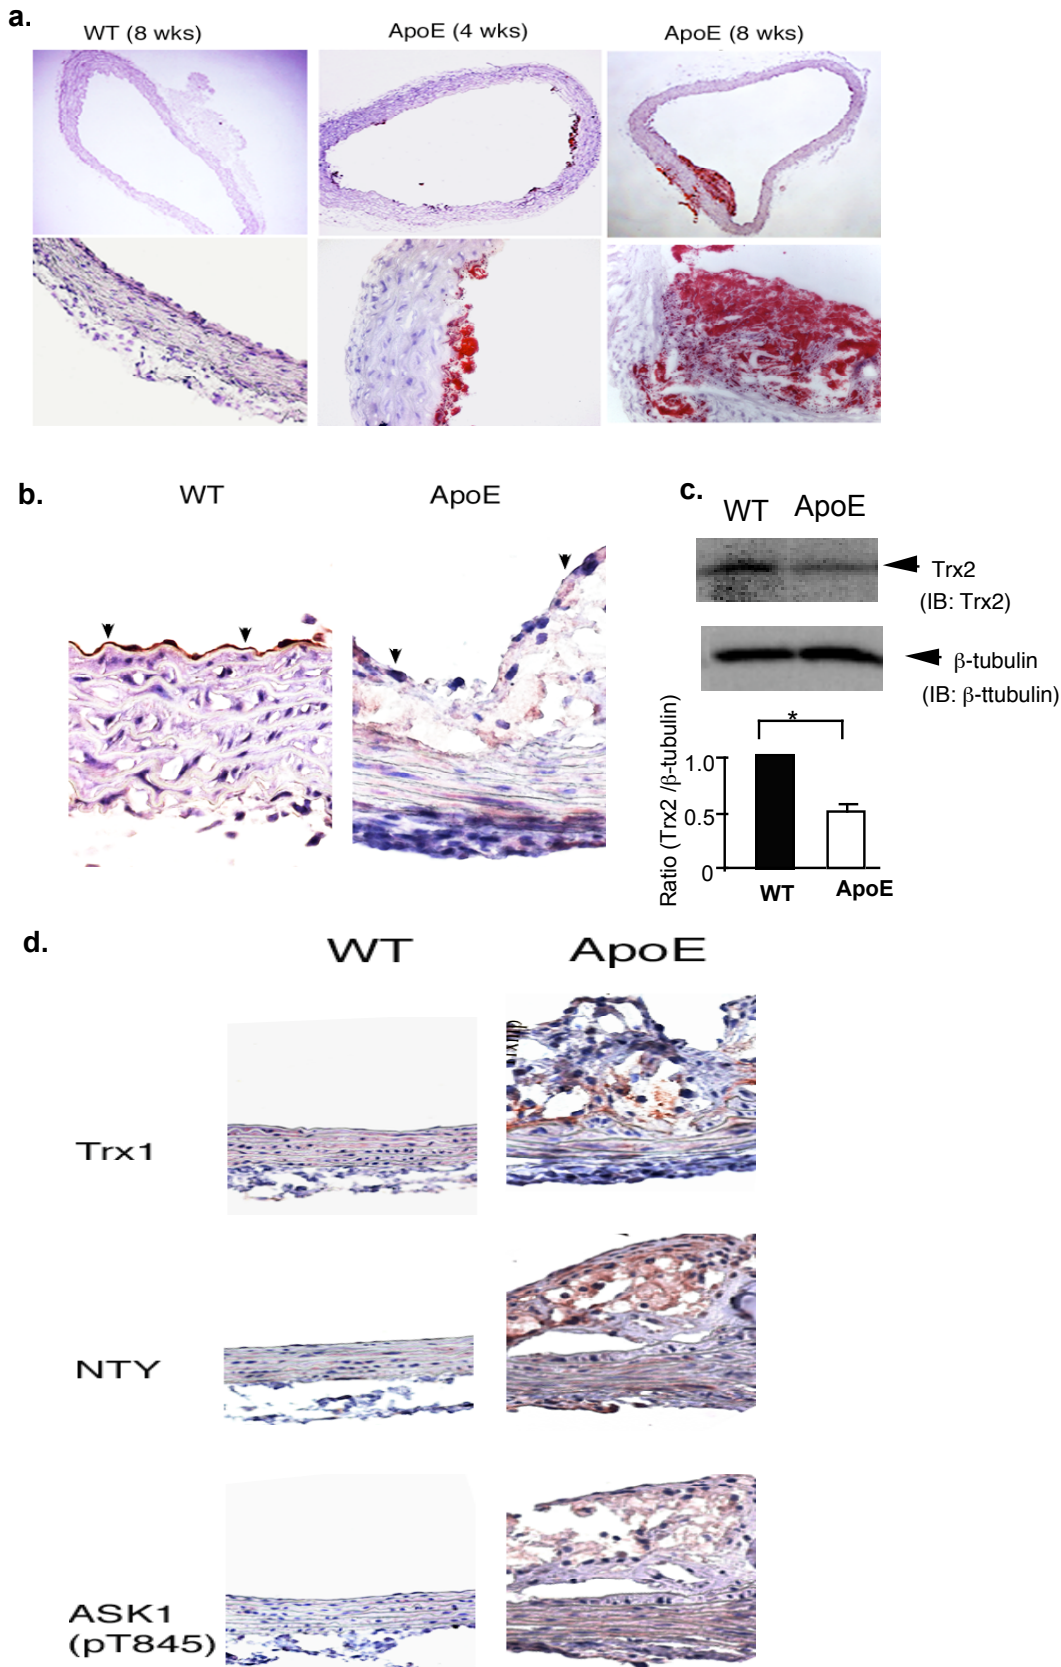 a.
WT (8 wks)
ApoE (4 wks)
ApoE (8 wks)
b.
WT
ApoE
c.
WT
ApoE
Trx2
(IB: Trx2)
β-tubulin
(IB: β-ttubulin)
*
Ratio (Trx2 /β-tubulin)
1.0
0.5
0
WT
ApoE
d.
WT
ApoE
Trx1
NTY
ASK1
(pT845)